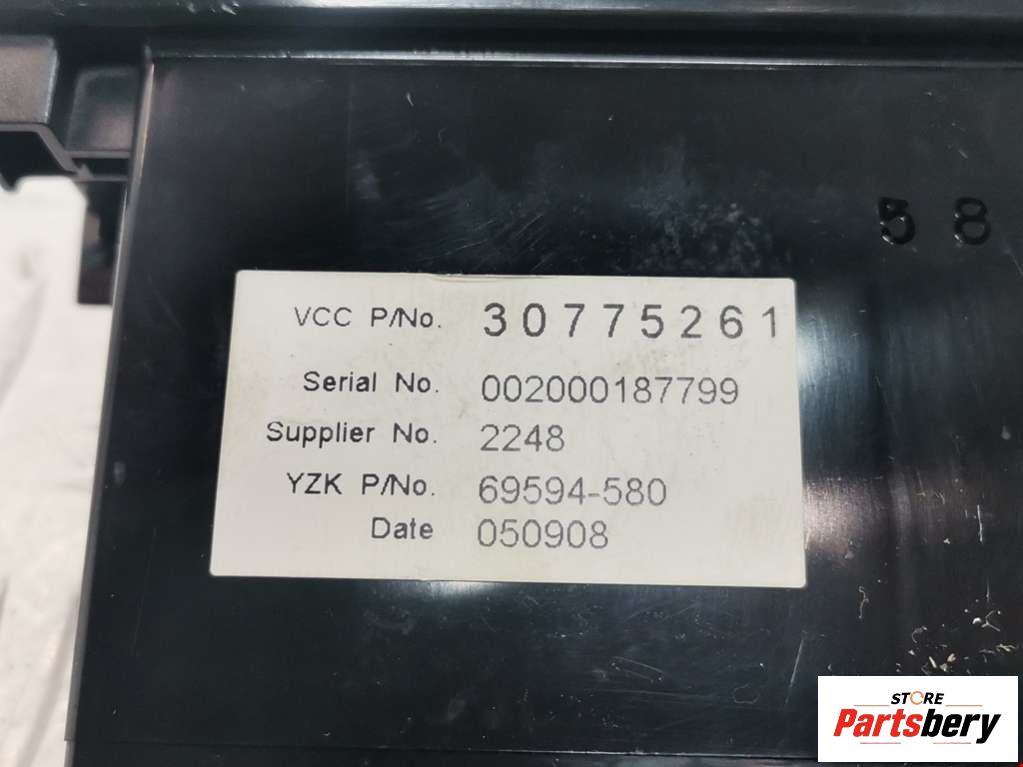 58
VCC P/No. 30775261
Serial No. 002000187799
Supplier No. 2248
YZK P/No. 69594-580
Date 050908
STORE
Partsbery